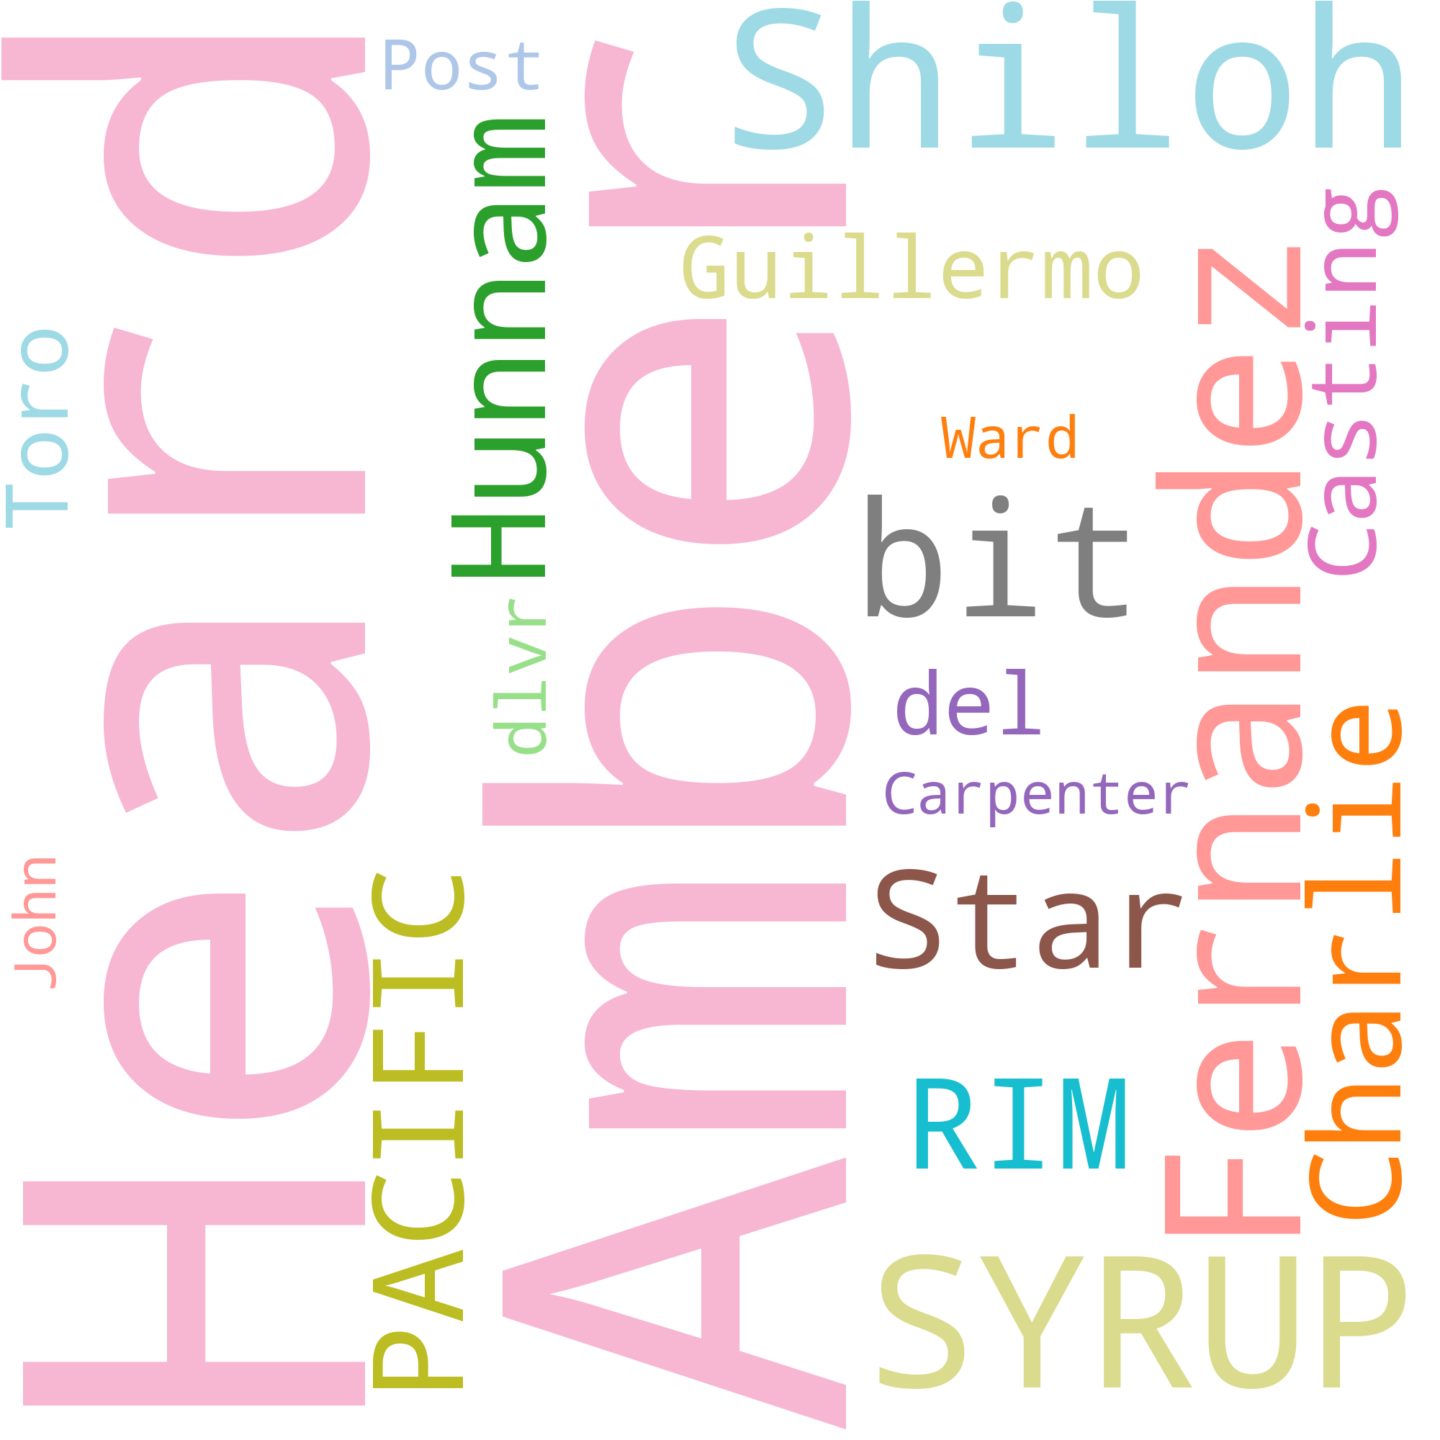 Heard
Amber
Shiloh
Post
Hunnam
Guillermo
Toro
Ward
bit
Fernandez
Casting
dlvr
del
Carpenter
Charlie
John
PACIFIC
Star
RIM
SYRUP